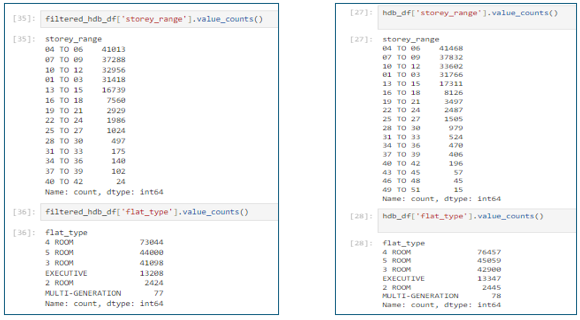 [35]: filtered_hdb_df['storey_range'].value_counts()
[35]: storey_range
04 TO 06    41013
07 TO 09    37288
10 TO 12    32956
01 TO 03    31418
13 TO 15    16739
16 TO 18    7560
19 TO 21    2929
22 TO 24    1986
25 TO 27    1024
28 TO 30    497
31 TO 33    175
34 TO 36    140
37 TO 39    102
40 TO 42    24
Name: count, dtype: int64
[36]: filtered_hdb_df['flat_type'].value_counts()
[36]: flat_type
4 ROOM    73044
5 ROOM    44000
3 ROOM    41098
EXECUTIVE    13208
2 ROOM    2424
MULTI-GENERATION    77
Name: count, dtype: int64
[27]: hdb_df['storey_range'].value_counts()
[27]: storey_range
04 TO 06    41468
07 TO 09    37832
10 TO 12    33602
01 TO 03    31766
13 TO 15    17311
16 TO 18    8126
19 TO 21    3497
22 TO 24    2487
25 TO 27    1505
28 TO 30    979
31 TO 33    524
34 TO 36    470
37 TO 39    406
40 TO 42    196
43 TO 45    57
46 TO 48    45
49 TO 51    15
Name: count, dtype: int64
[28]: hdb_df['flat_type'].value_counts()
[28]: flat_type
4 ROOM    76457
5 ROOM    45059
3 ROOM    42900
EXECUTIVE    13347
2 ROOM    2445
MULTI-GENERATION    78
Name: count, dtype: int64